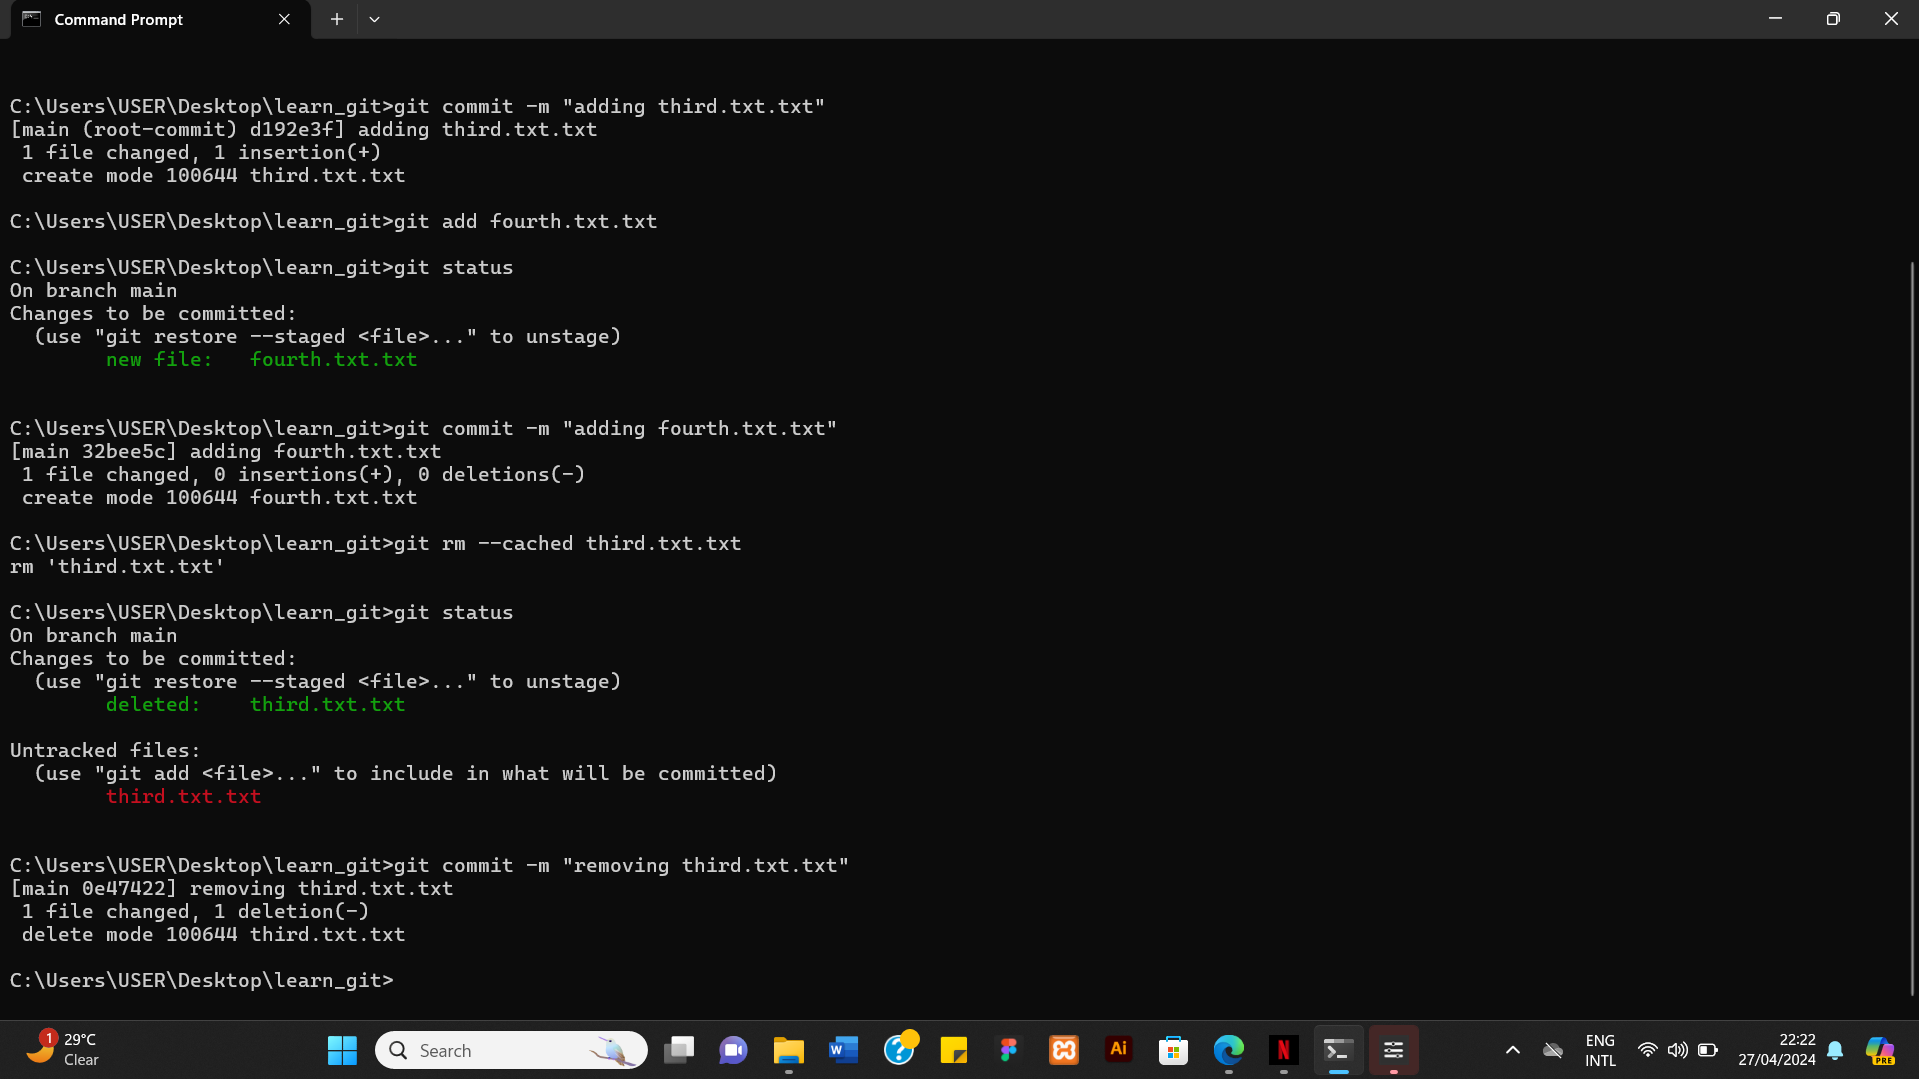 Command Prompt
C:\Users\USER\Desktop\learn_git>git commit -m "adding third.txt.txt"
[main (root-commit) d192e3f] adding third.txt.txt
 1 file changed, 1 insertion(+)
 create mode 100644 third.txt.txt
C:\Users\USER\Desktop\learn_git>git add fourth.txt.txt
C:\Users\USER\Desktop\learn_git>git status
On branch main
Changes to be committed:
  (use "git restore --staged <file>..." to unstage)
        new file:   fourth.txt.txt
C:\Users\USER\Desktop\learn_git>git commit -m "adding fourth.txt.txt"
[main 32bee5c] adding fourth.txt.txt
 1 file changed, 0 insertions(+), 0 deletions(-)
 create mode 100644 fourth.txt.txt
C:\Users\USER\Desktop\learn_git>git rm --cached third.txt.txt
rm 'third.txt.txt'
C:\Users\USER\Desktop\learn_git>git status
On branch main
Changes to be committed:
  (use "git restore --staged <file>..." to unstage)
        deleted:    third.txt.txt
Untracked files:
  (use "git add <file>..." to include in what will be committed)
        third.txt.txt
C:\Users\USER\Desktop\learn_git>git commit -m "removing third.txt.txt"
[main 0e47422] removing third.txt.txt
 1 file changed, 1 deletion(-)
 delete mode 100644 third.txt.txt
C:\Users\USER\Desktop\learn_git>
1
29°C
Clear
Search
W
?
Ai
N
ENG
INTL
22:22
27/04/2024
PRE